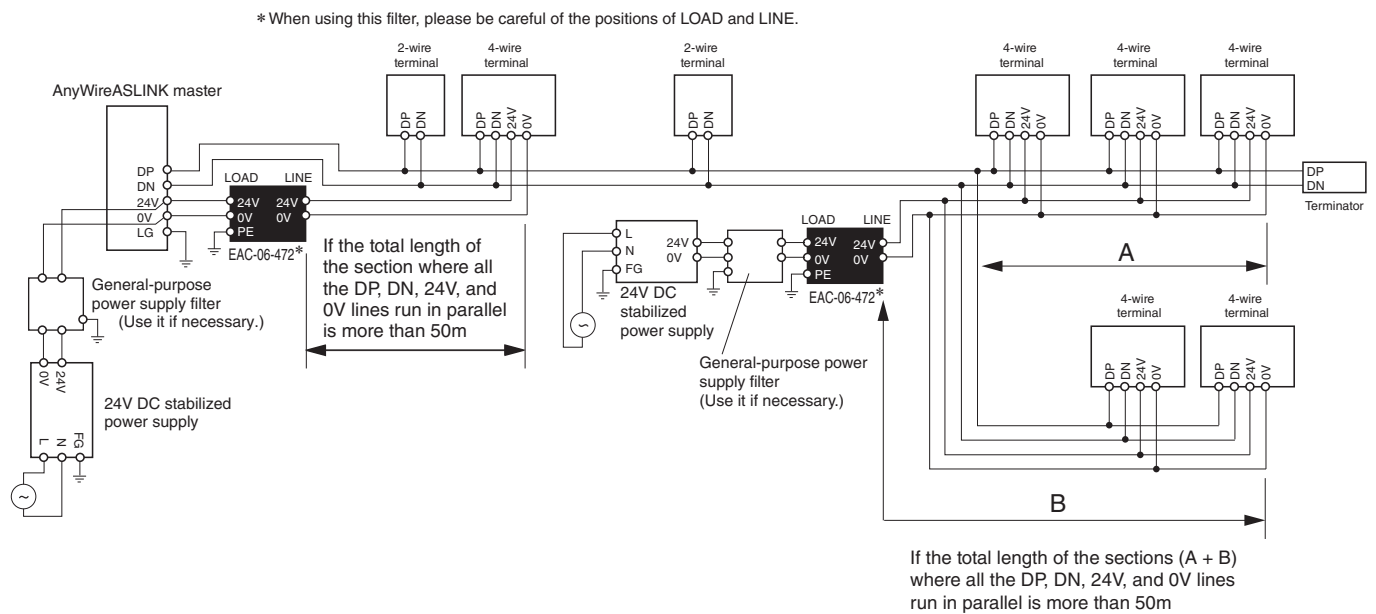 * When using this filter, please be careful of the positions of LOAD and LINE.
AnyWireASLINK master
DP
DN
24V
0V
LG
LOAD LINE
24V 24V
0V 0V
PE
EAC-06-472*
General-purpose
power supply filter
(Use it if necessary.)
0V
24V
24V DC stabilized
power supply
L
N
FG
~
If the total length of
the section where all
the DP, DN, 24V, and
0V lines run in parallel
is more than 50m
2-wire
terminal
DP
DN
4-wire
terminal
DP
DN
24V
0V
2-wire
terminal
DP
DN
L
N
FG
24V
0V
24V DC
stabilized
power supply
~
General-purpose power
supply filter
(Use it if necessary.)
LOAD LINE
24V 24V
0V 0V
PE
EAC-06-472*
4-wire
terminal
DP
DN
24V
0V
4-wire
terminal
DP
DN
24V
0V
4-wire
terminal
DP
DN
24V
0V
DP
DN
Terminator
A
4-wire
terminal
DP
DN
24V
0V
4-wire
terminal
DP
DN
24V
0V
B
If the total length of the sections (A + B)
where all the DP, DN, 24V, and 0V lines
run in parallel is more than 50m